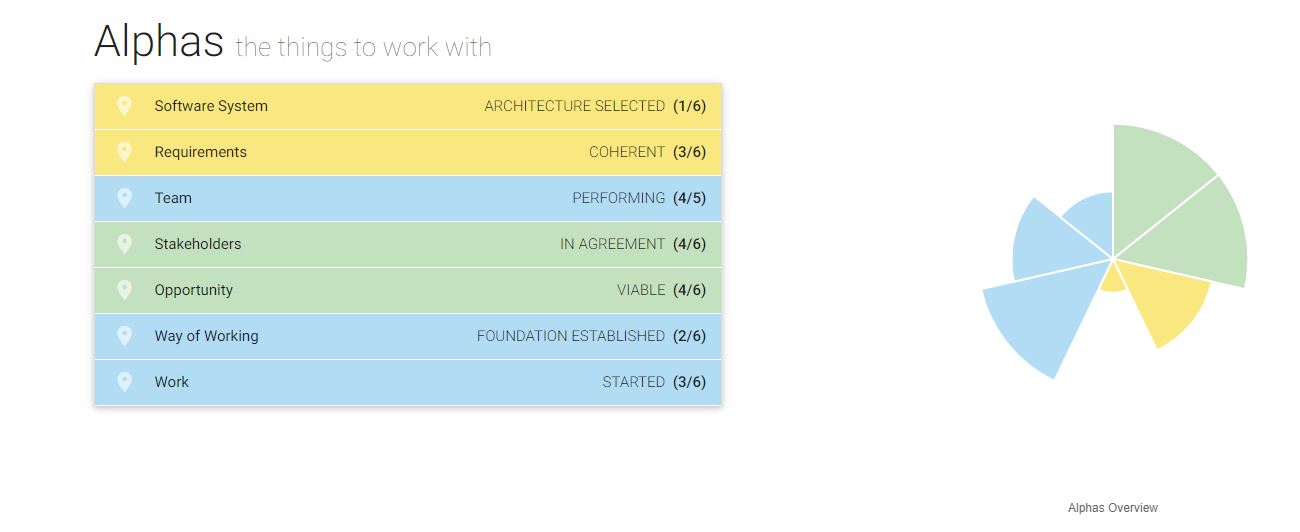 Alphas the things to work with
Software System ARCHITECTURE SELECTED (1/6)
Requirements COHERENT (3/6)
Team PERFORMING (4/5)
Stakeholders IN AGREEMENT (4/6)
Opportunity VIABLE (4/6)
Way of Working FOUNDATION ESTABLISHED (2/6)
Work STARTED (3/6)
Alphas Overview